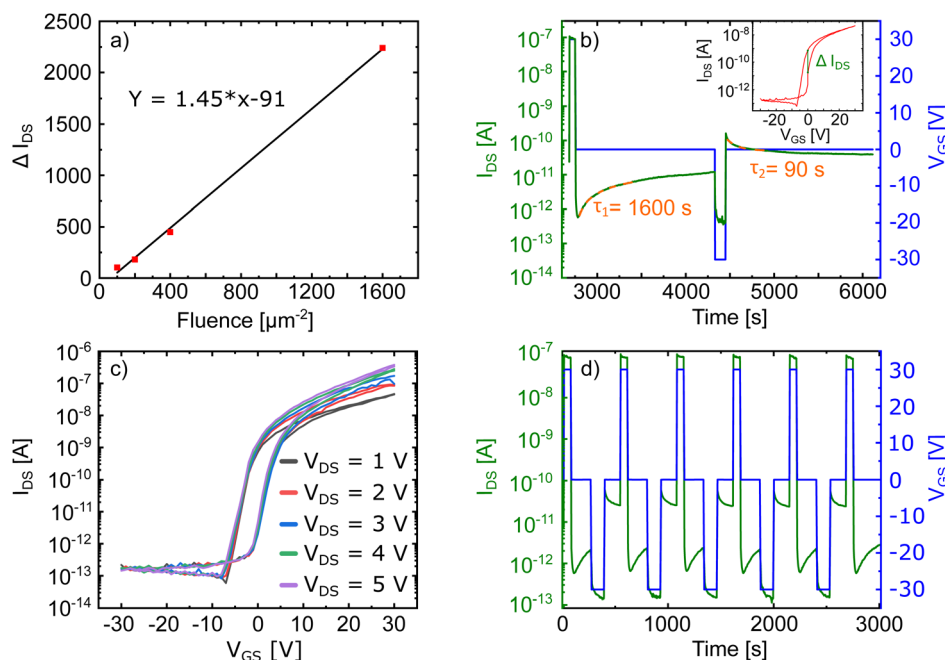 a)
2500
2000
1500
1000
500
0
Δ I_DS
Y = 1.45*x-91
0 400 800 1200 1600
Fluence [µm⁻²]
b)
10⁻⁷
10⁻⁸
10⁻⁹
10⁻¹⁰
10⁻¹¹
10⁻¹²
10⁻¹³
10⁻¹⁴
I_DS [A]
τ₁= 1600 s
τ₂= 90 s
30
20
10
0
-10
-20
-30
V_GS [V]
3000 4000 5000 6000
Time [s]
10⁻⁸
10⁻¹⁰
10⁻¹²
I_DS [A]
Δ I_DS
-20 0 20
V_GS [V]
c)
10⁻⁶
10⁻⁷
10⁻⁸
10⁻⁹
10⁻¹⁰
10⁻¹¹
10⁻¹²
10⁻¹³
10⁻¹⁴
I_DS [A]
V_DS = 1 V
V_DS = 2 V
V_DS = 3 V
V_DS = 4 V
V_DS = 5 V
-30 -20 -10 0 10 20 30
V_GS [V]
d)
10⁻⁷
10⁻⁸
10⁻⁹
10⁻¹⁰
10⁻¹¹
10⁻¹²
10⁻¹³
I_DS [A]
30
20
10
0
-10
-20
-30
V_GS [V]
0 1000 2000 3000
Time [s]